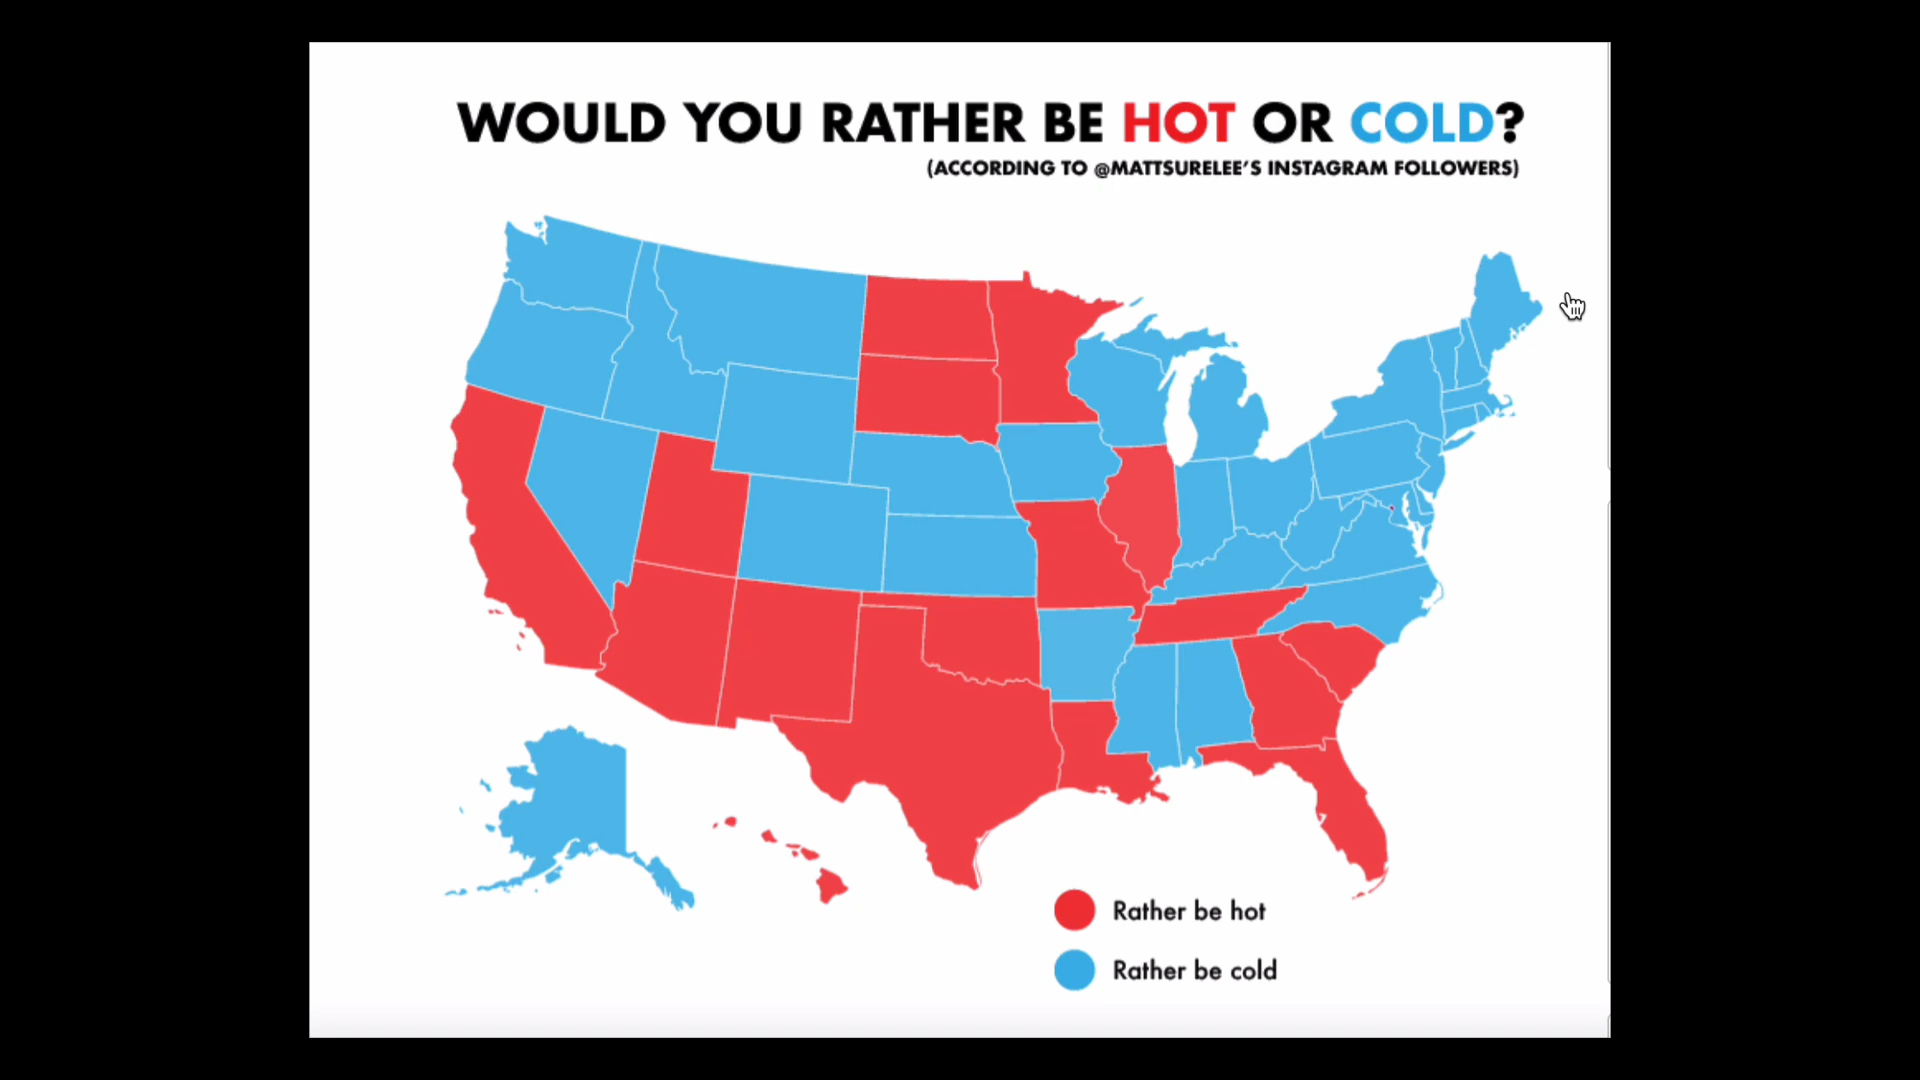 WOULD YOU RATHER BE HOT OR COLD?
(ACCORDING TO @MATTSURELEE'S INSTAGRAM FOLLOWERS)
Rather be hot
Rather be cold